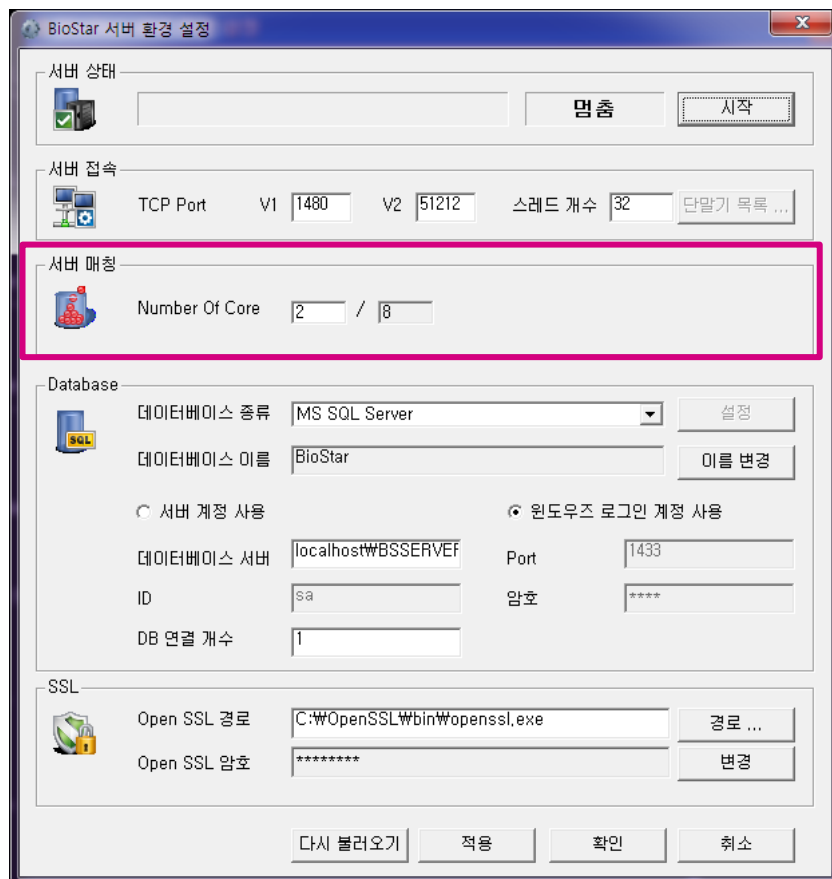 BioStar 서버 환경 설정
서버 상태
멈춤 시작
서버 접속
TCP Port V1 1480 V2 51212 스레드 개수 32 단말기 목록 ...
서버 매칭
Number Of Core 2 / 8
Database
데이터베이스 종류 MS SQL Server 설정
SQL
데이터베이스 이름 BioStar 이름 변경
서버 계정 사용 윈도우즈 로그인 계정 사용
데이터베이스 서버 localhost₩BSSERVER Port 1433
ID sa 암호 ****
DB 연결 개수 1
SSL
Open SSL 경로 C:₩OpenSSL₩bin₩openssl.exe 경로 ...
Open SSL 암호 ******** 변경
다시 불러오기 적용 확인 취소